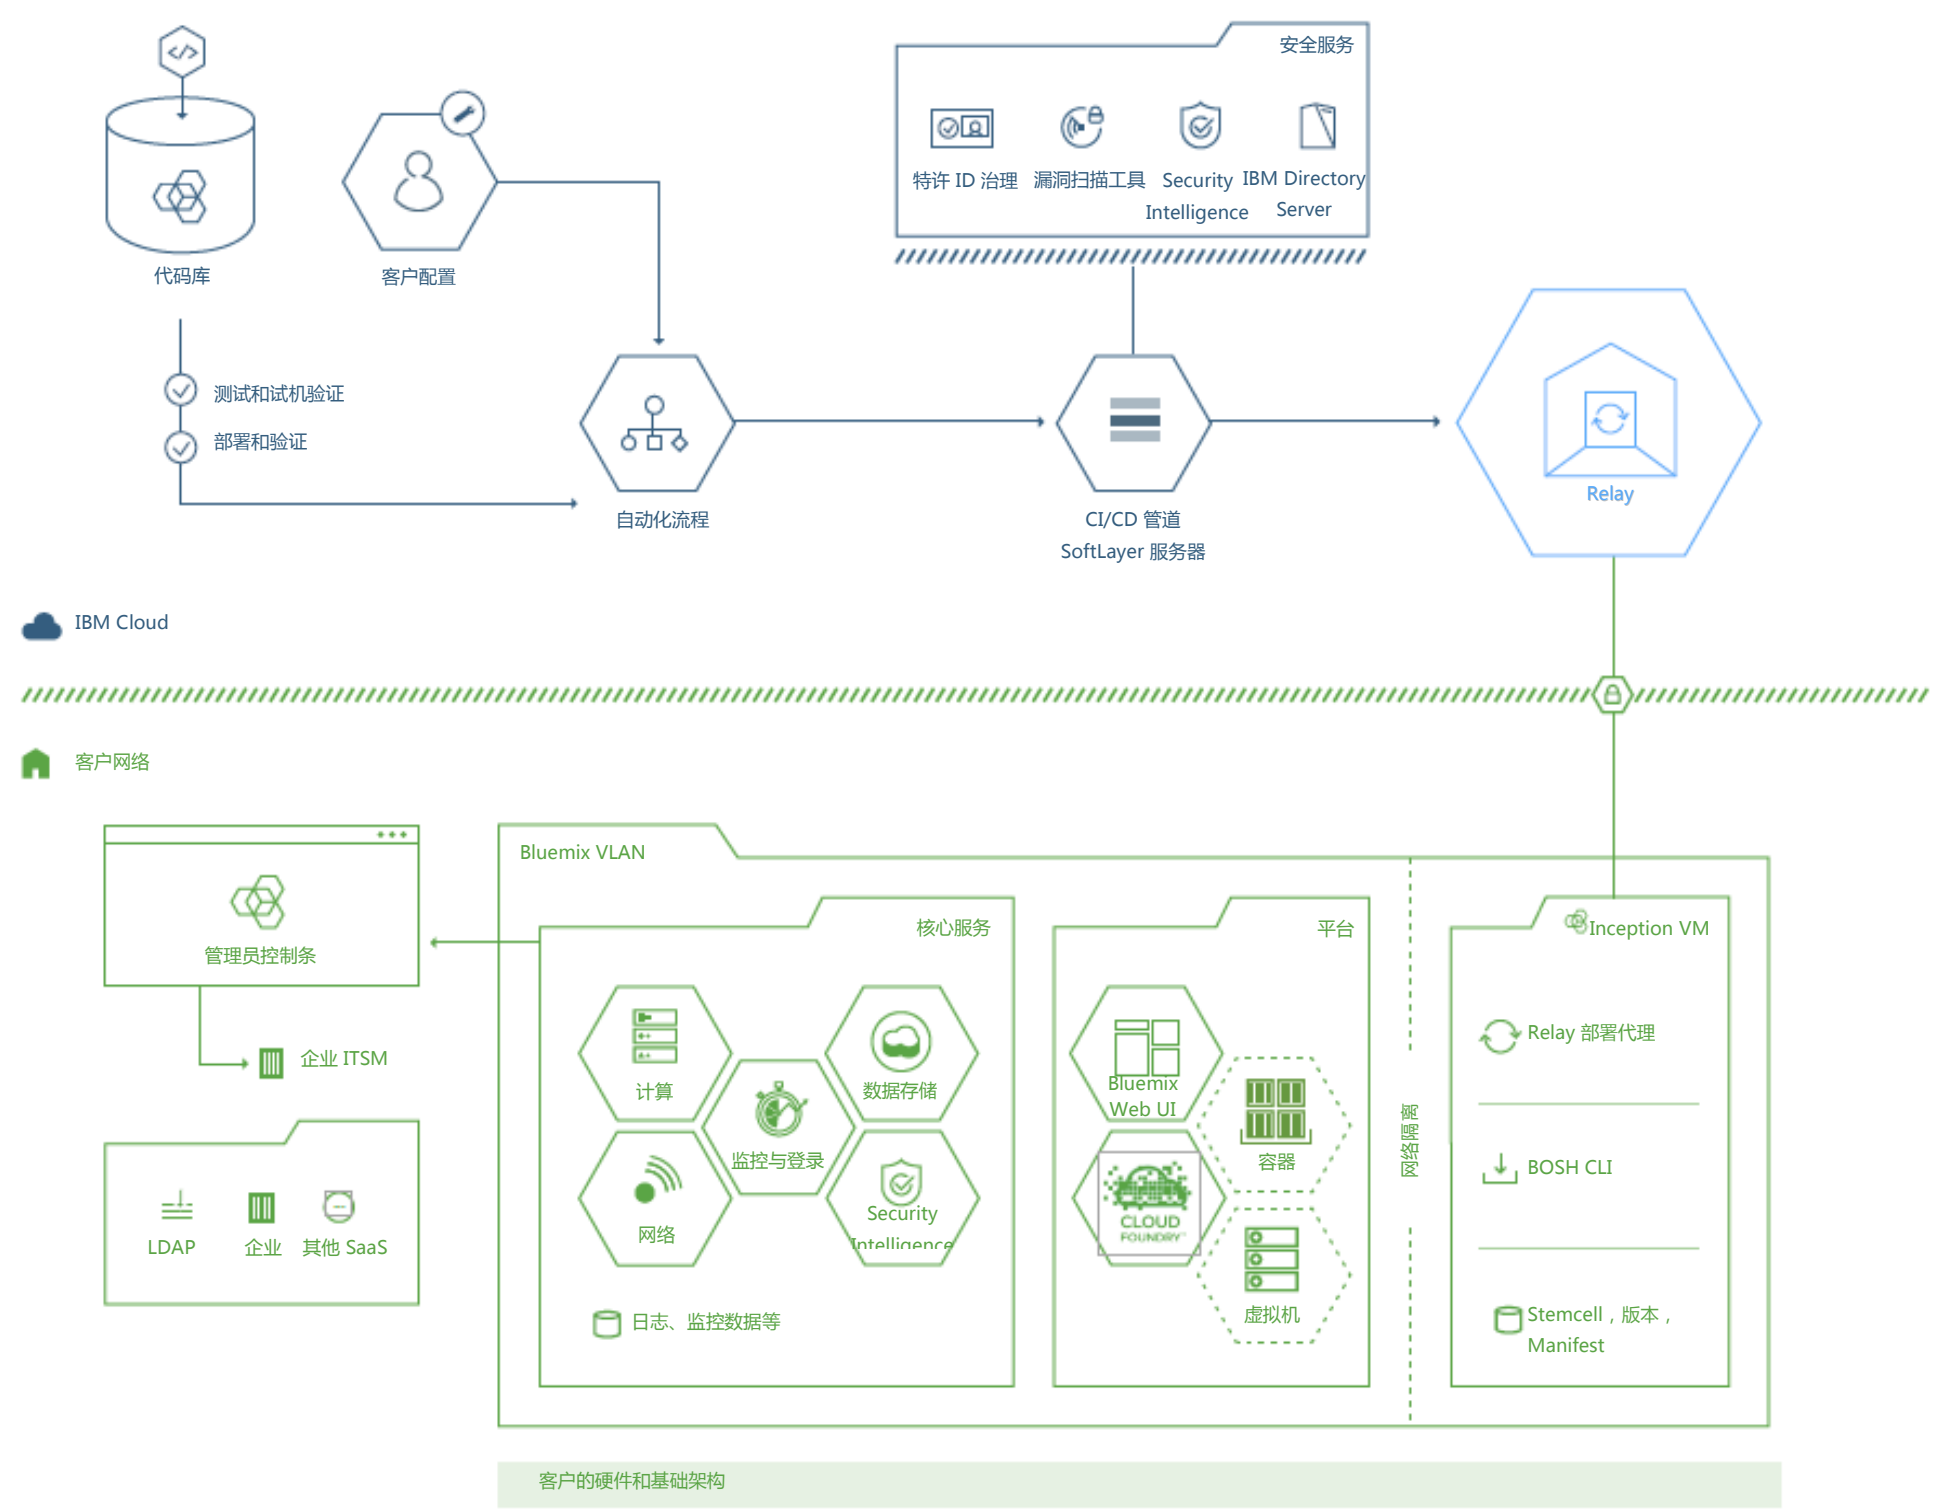 安全服务
特许 ID 治理
漏洞扫描工具
Security
Intelligence
IBM Directory
Server
代码库
客户配置
测试和试机验证
部署和验证
自动化流程
CI/CD 管道
SoftLayer 服务器
Relay
IBM Cloud
客户网络
管理员控制条
企业 ITSM
LDAP
企业
其他 SaaS
Bluemix VLAN
核心服务
计算
数据存储
监控与登录
网络
Security
Intelligence
日志、监控数据等
平台
Bluemix
Web UI
容器
CLOUD
FOUNDRY
虚拟机
网络隔离
Inception VM
Relay 部署代理
BOSH CLI
Stemcell，版本，
Manifest
客户的硬件和基础架构